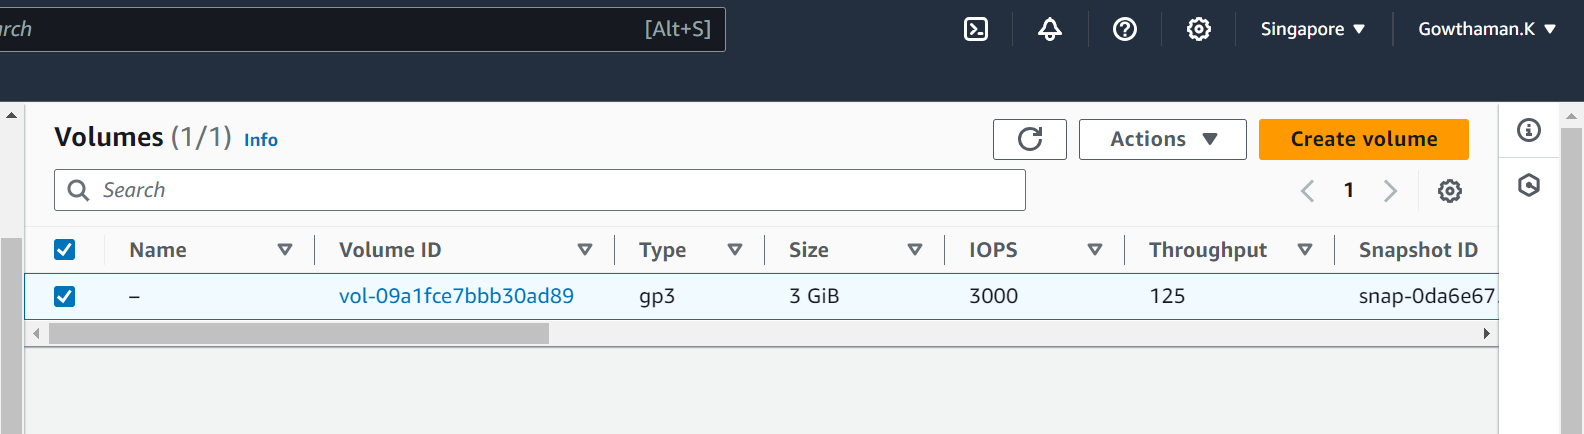 [Alt+S] Singapore Gowthaman.K
Volumes (1/1) Info Actions Create volume
Search 1
Name Volume ID Type Size IOPS Throughput Snapshot ID
– vol-09a1fce7bbb30ad89 gp3 3 GiB 3000 125 snap-0da6e67